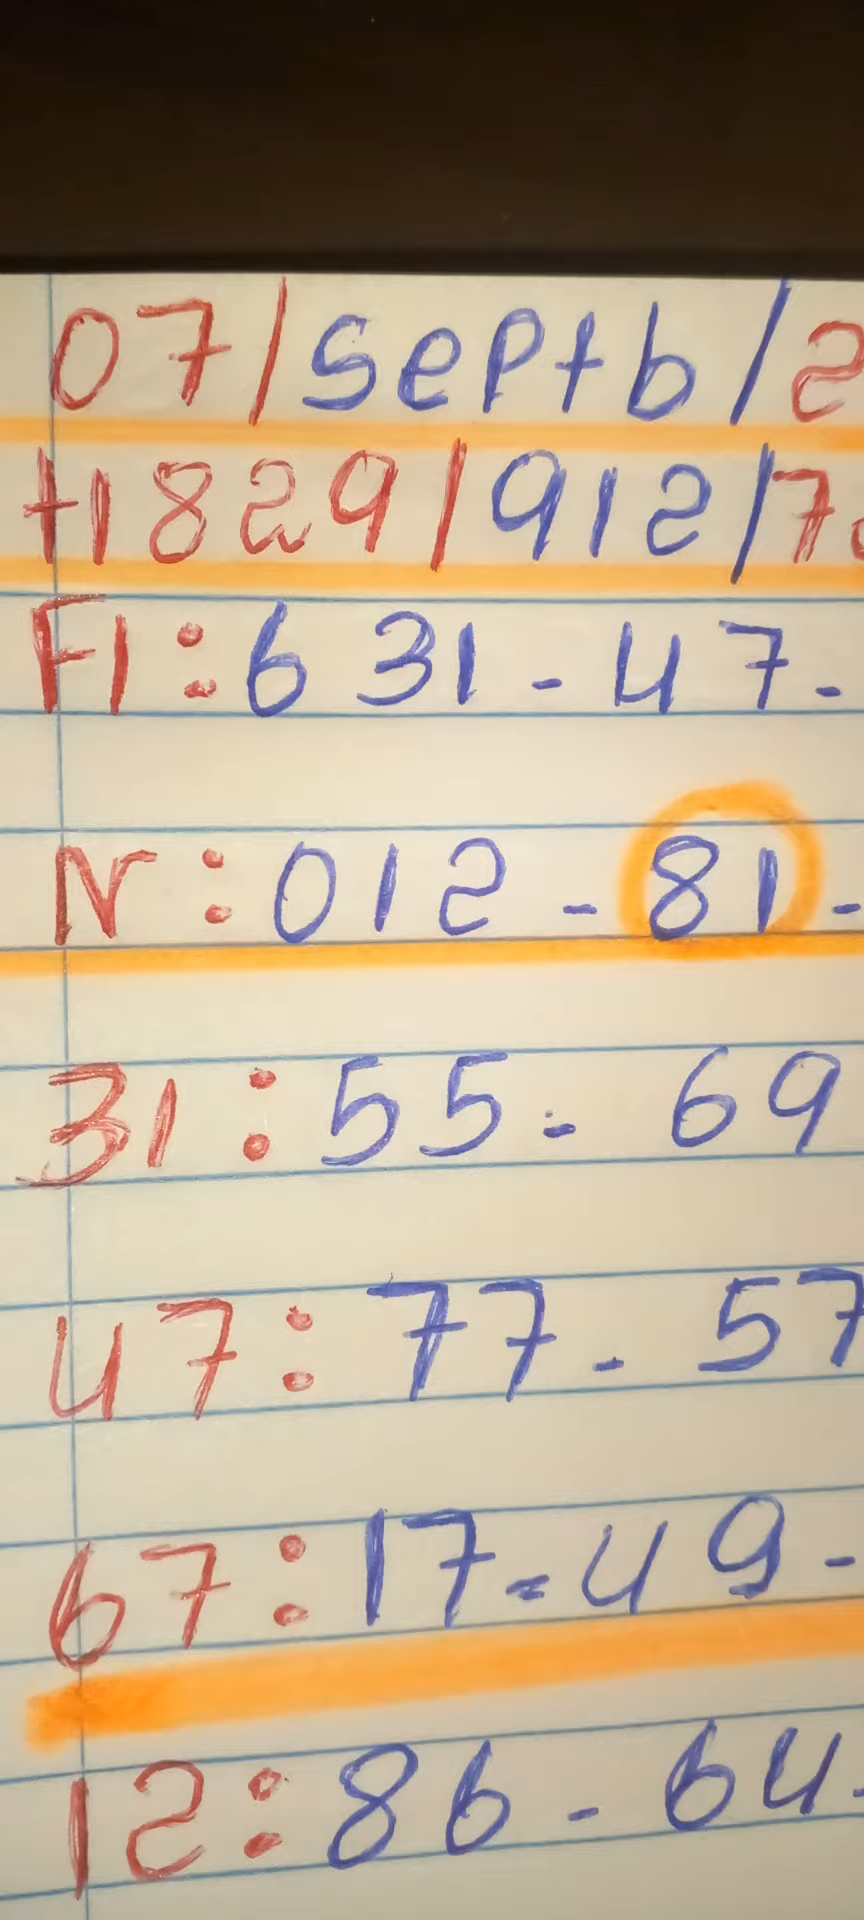 07/Septb/2
+1829/912/7
Fl: 631-47-
N: 012-81-
31: 55-69
47: 77-57
67: 17-49-
12: 86-64-